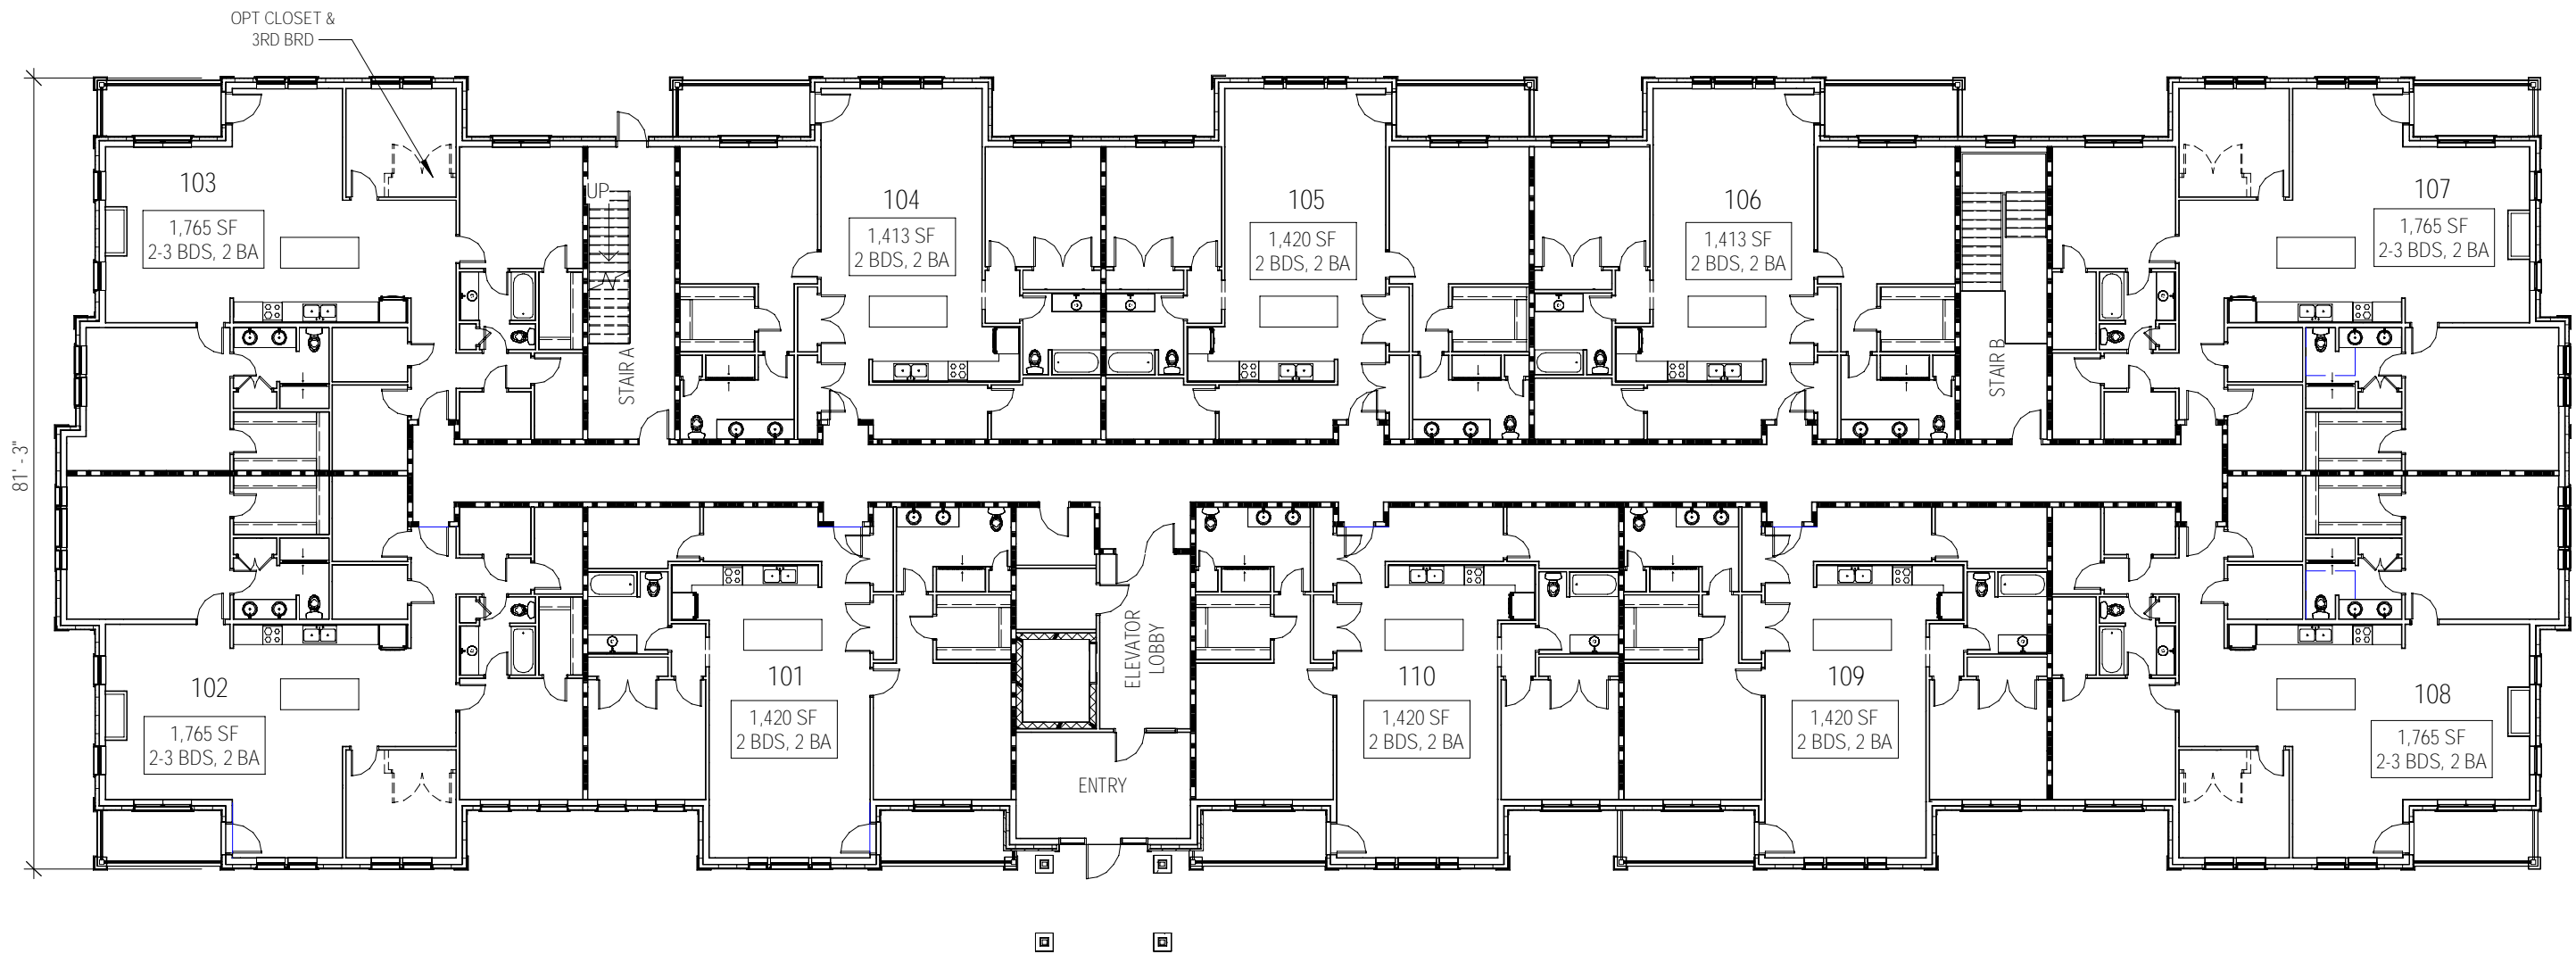 OPT CLOSET &
3RD BRD
81' - 3"
103
1,765 SF
2-3 BDS, 2 BA
UP
STAIR A
104
1,413 SF
2 BDS, 2 BA
105
1,420 SF
2 BDS, 2 BA
106
1,413 SF
2 BDS, 2 BA
STAIR B
107
1,765 SF
2-3 BDS, 2 BA
102
1,765 SF
2-3 BDS, 2 BA
101
1,420 SF
2 BDS, 2 BA
ELEVATOR
LOBBY
ENTRY
110
1,420 SF
2 BDS, 2 BA
109
1,420 SF
2 BDS, 2 BA
108
1,765 SF
2-3 BDS, 2 BA